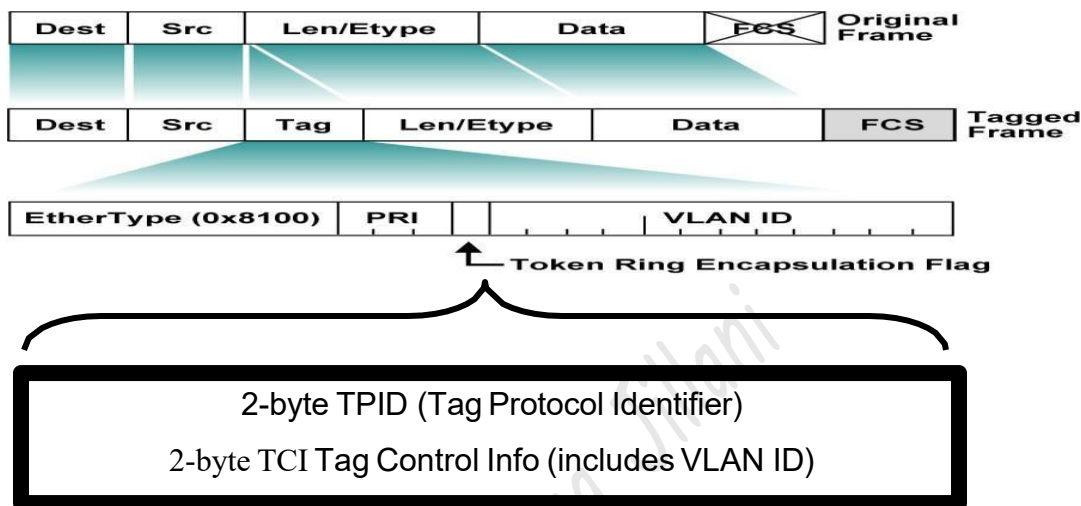 Dest Src Len/Etype Data FCS Original Frame
Dest Src Tag Len/Etype Data FCS Tagged Frame
EtherType (0x8100) PRI VLAN ID
Token Ring Encapsulation Flag
2-byte TPID (Tag Protocol Identifier)
2-byte TCI Tag Control Info (includes VLAN ID)
Jillani